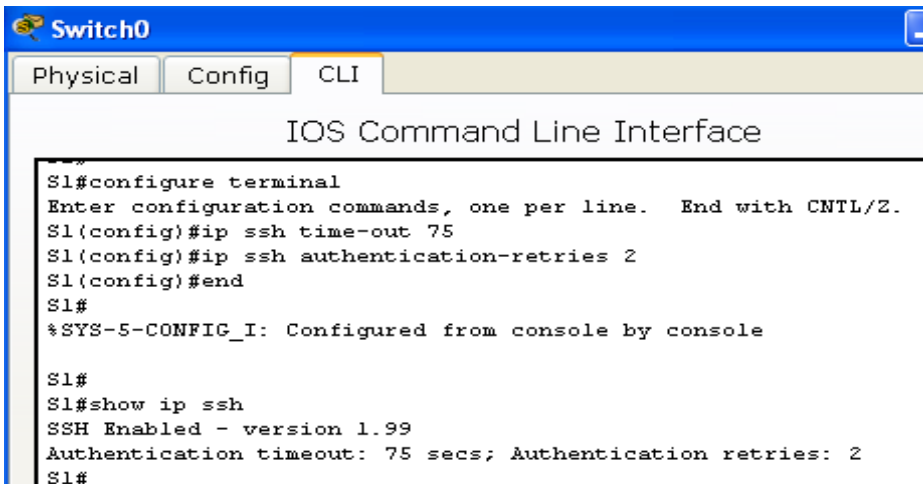 Switch0
Physical Config CLI
IOS Command Line Interface
S1#configure terminal
Enter configuration commands, one per line.  End with CNTL/Z.
S1(config)#ip ssh time-out 75
S1(config)#ip ssh authentication-retries 2
S1(config)#end
S1#
%SYS-5-CONFIG_I: Configured from console by console
S1#
S1#show ip ssh
SSH Enabled - version 1.99
Authentication timeout: 75 secs; Authentication retries: 2
S1#